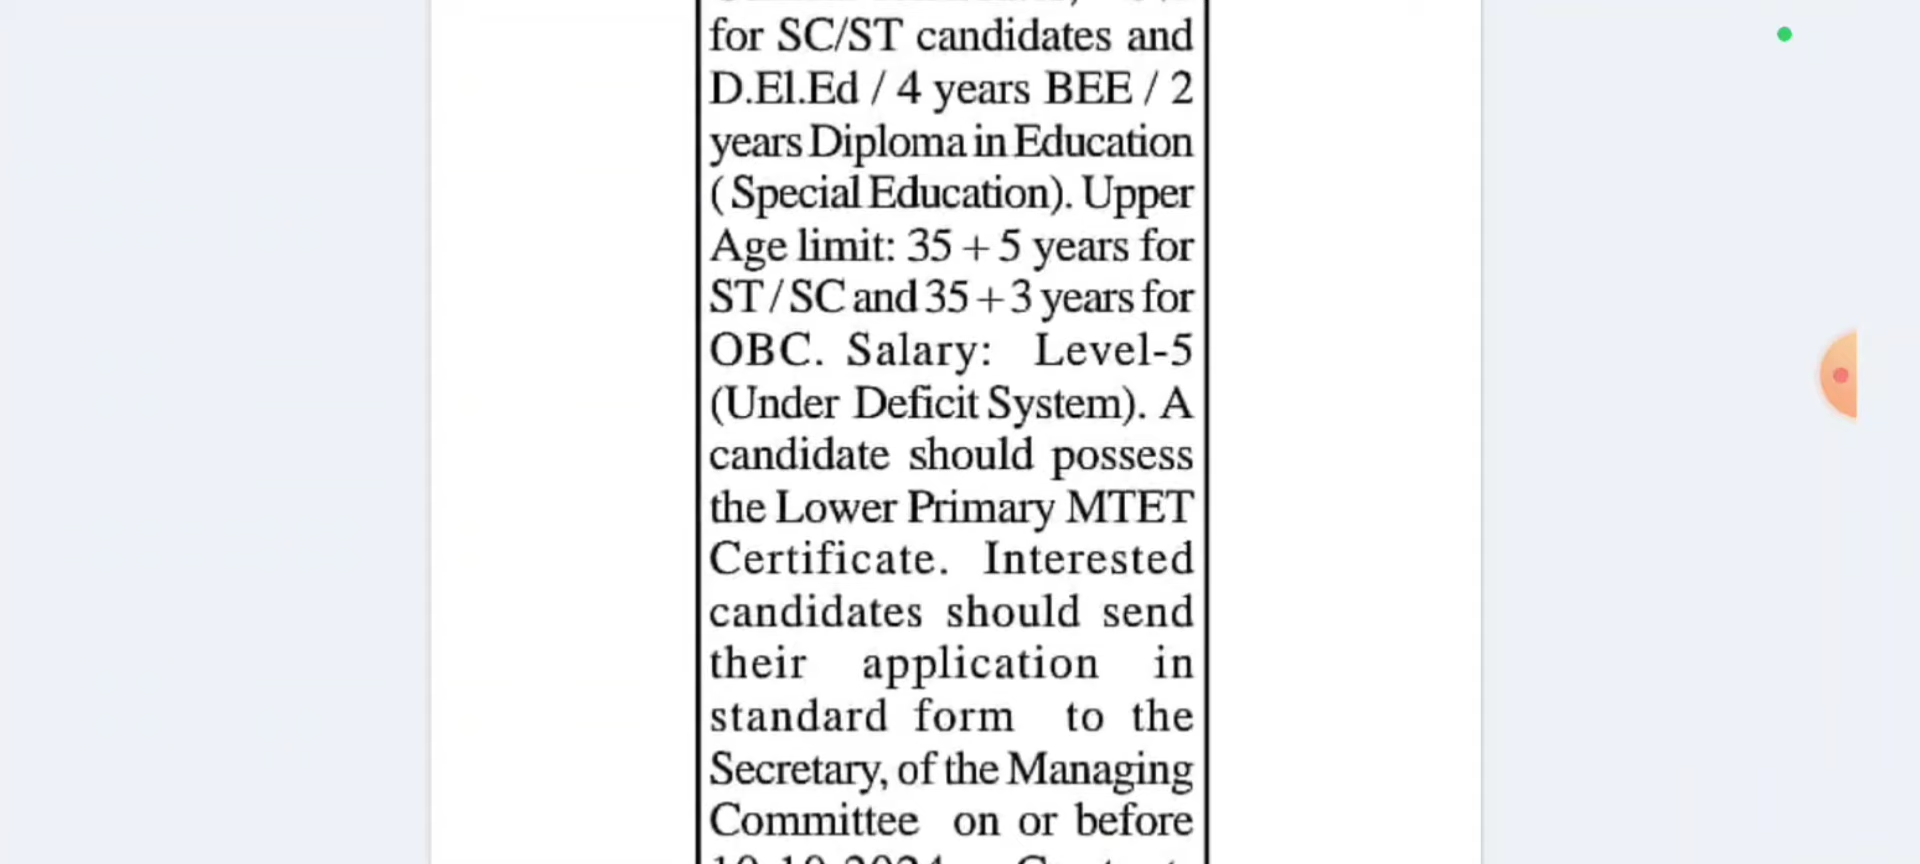 for SC/ST candidates and
D.El.Ed / 4 years BEE / 2
years Diploma in Education
( Special Education). Upper
Age limit: 35 + 5 years for
ST / SC and 35 + 3 years for
OBC. Salary: Level-5
(Under Deficit System). A
candidate should possess
the Lower Primary MTET
Certificate. Interested
candidates should send
their application in
standard form to the
Secretary, of the Managing
Committee on or before